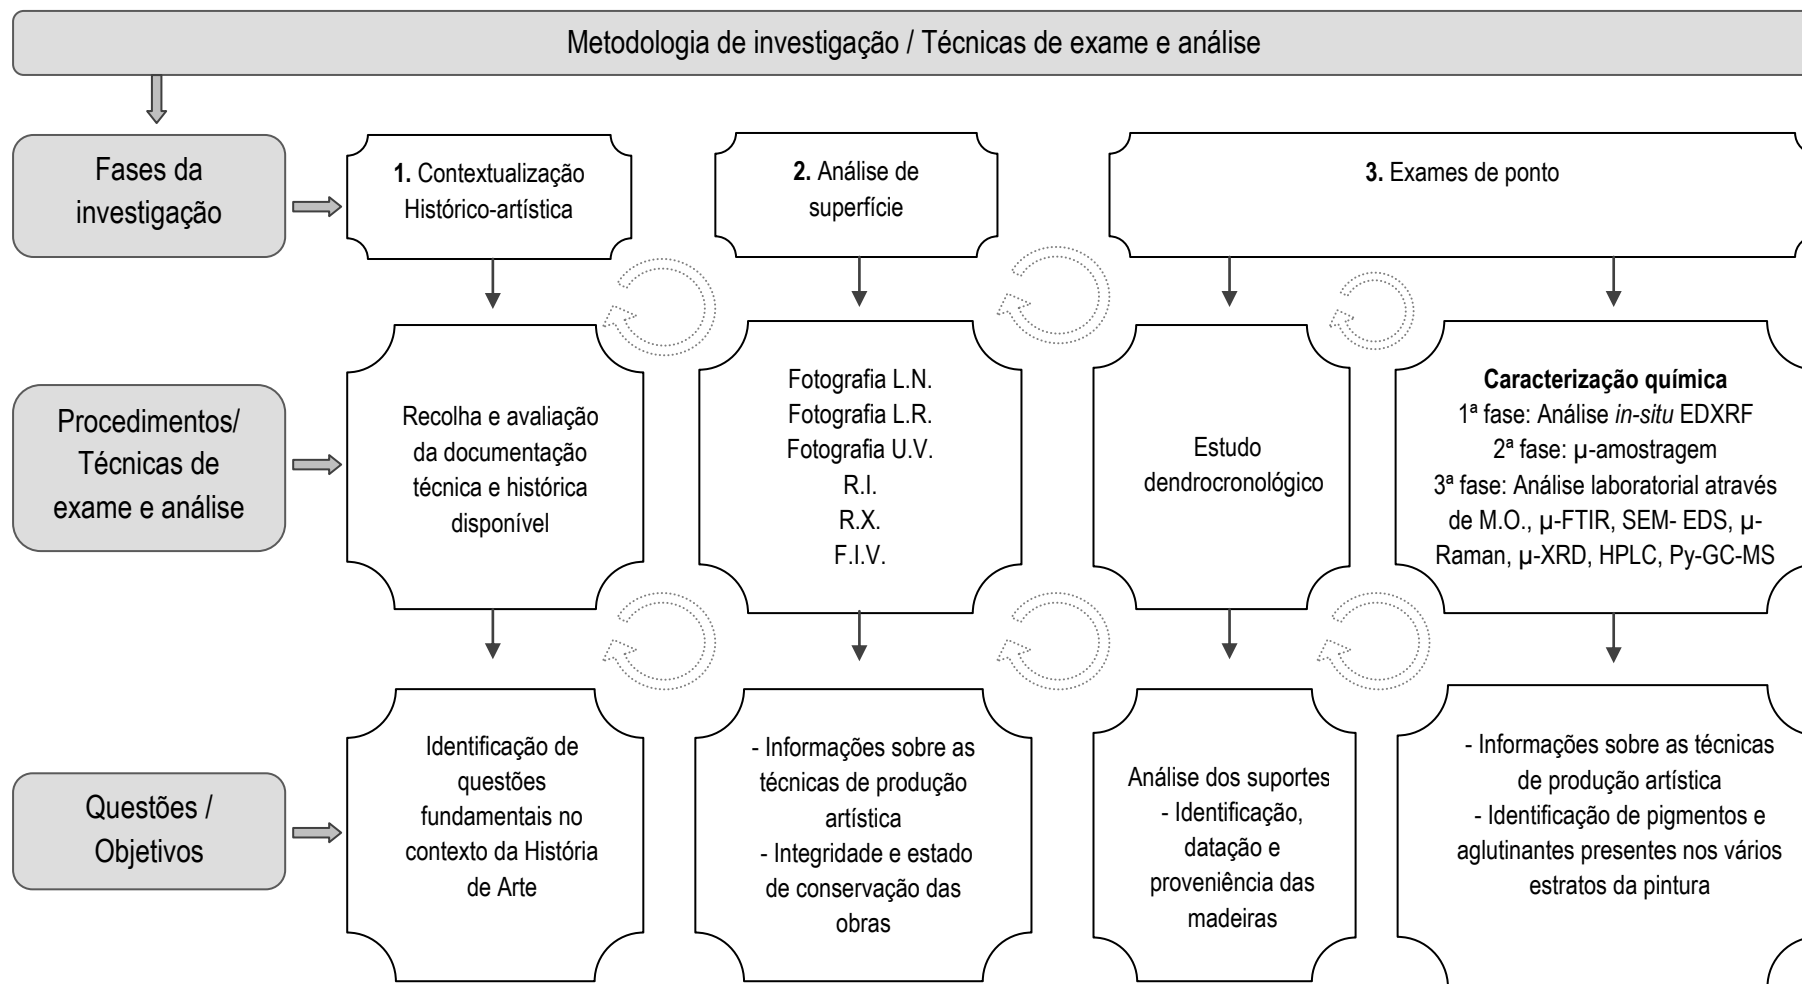 Metodologia de investigação / Técnicas de exame e análise
Fases da
investigação
1. Contextualização
Histórico-artística
2. Análise de
superfície
3. Exames de ponto
Procedimentos/
Técnicas de
exame e análise
Recolha e avaliação
da documentação
técnica e histórica
disponível
Fotografia L.N.
Fotografia L.R.
Fotografia U.V.
R.I.
R.X.
F.I.V.
Estudo
dendrocronológico
Caracterização química
1ª fase: Análise in-situ EDXRF
2ª fase: µ-amostragem
3ª fase: Análise laboratorial através
de M.O., µ-FTIR, SEM- EDS, µ-
Raman, µ-XRD, HPLC, Py-GC-MS
Questões /
Objetivos
Identificação de
questões
fundamentais no
contexto da História
de Arte
- Informações sobre as
técnicas de produção
artística
- Integridade e estado
de conservação das
obras
Análise dos suportes
- Identificação,
datação e
proveniência das
madeiras
- Informações sobre as técnicas
de produção artística
- Identificação de pigmentos e
aglutinantes presentes nos vários
estratos da pintura